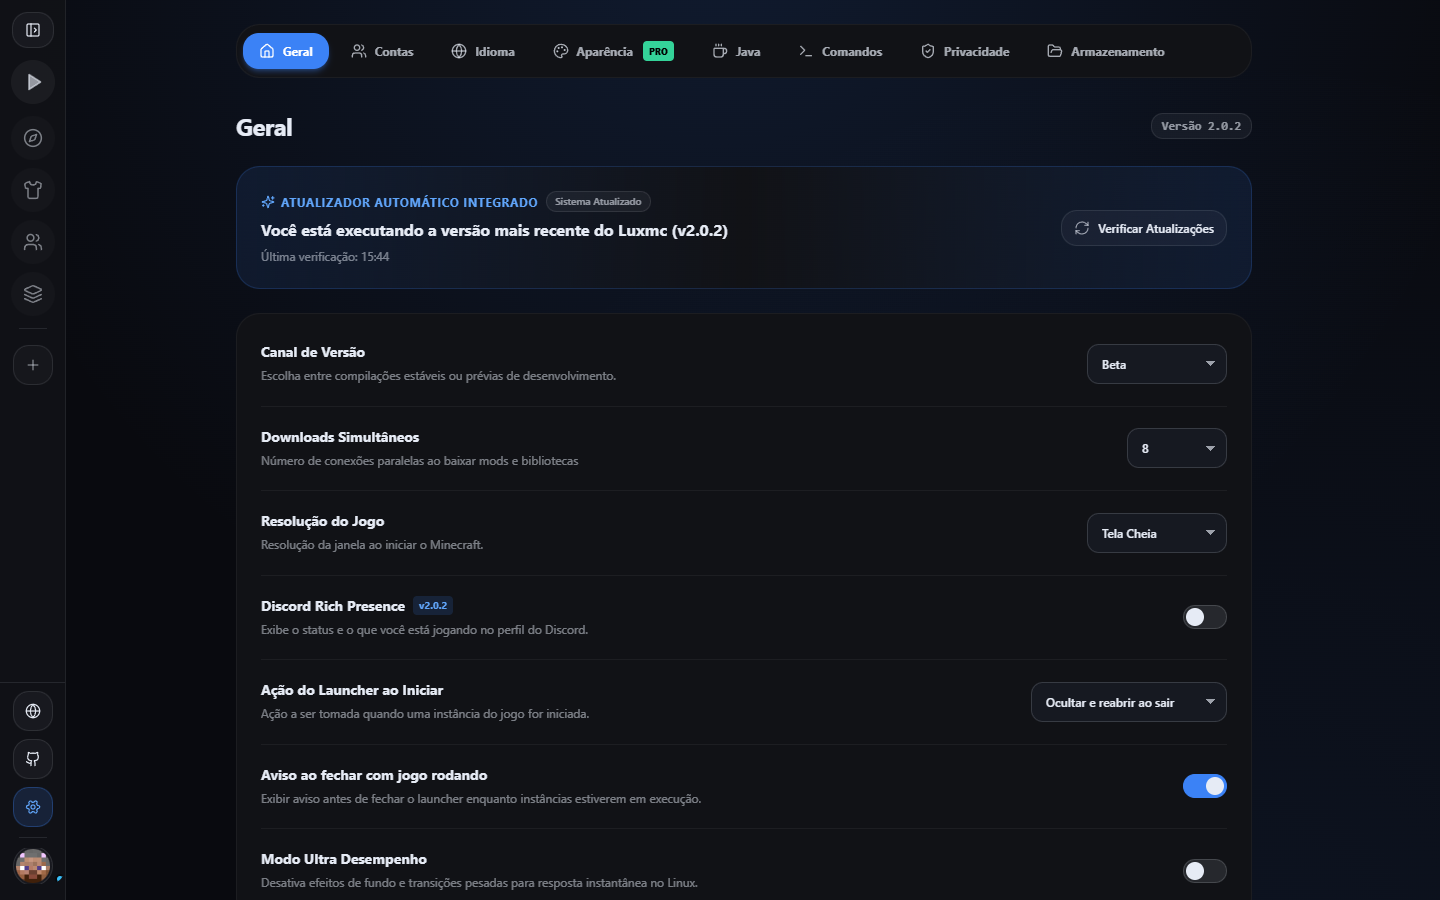 Geral
Contas
Idioma
Aparência PRO
Java
Comandos
Privacidade
Armazenamento
Geral
Versão 2.0.2
ATUALIZADOR AUTOMÁTICO INTEGRADO Sistema Atualizado
Você está executando a versão mais recente do Luxmc (v2.0.2)
Última verificação: 15:44
Verificar Atualizações
Canal de Versão
Escolha entre compilações estáveis ou prévias de desenvolvimento.
Beta
Downloads Simultâneos
Número de conexões paralelas ao baixar mods e bibliotecas
8
Resolução do Jogo
Resolução da janela ao iniciar o Minecraft.
Tela Cheia
Discord Rich Presence v2.0.2
Exibe o status e o que você está jogando no perfil do Discord.
Ação do Launcher ao Iniciar
Ação a ser tomada quando uma instância do jogo for iniciada.
Ocultar e reabrir ao sair
Aviso ao fechar com jogo rodando
Exibir aviso antes de fechar o launcher enquanto instâncias estiverem em execução.
Modo Ultra Desempenho
Desativa efeitos de fundo e transições pesadas para resposta instantânea no Linux.